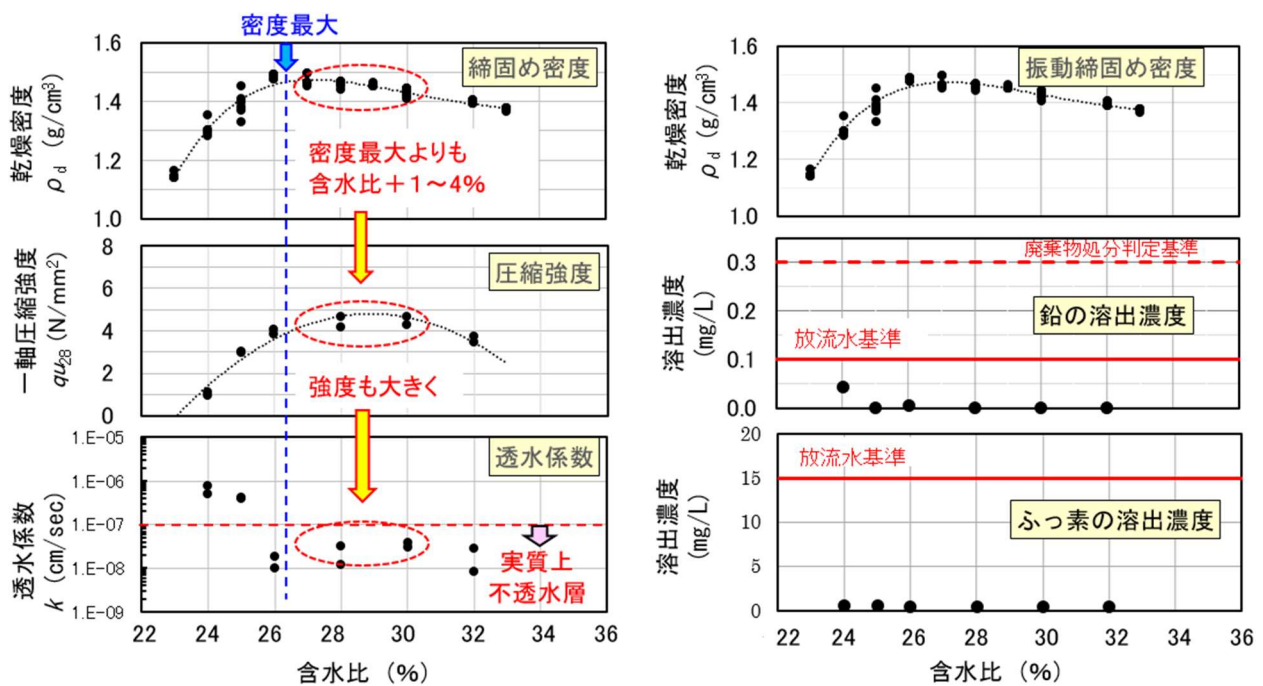 密度最大
1.6
1.4
1.2
1.0
乾燥密度
ρd (g/cm³)
締固め密度
密度最大よりも
含水比＋1～4%
8
6
4
2
0
一軸圧縮強度
qu28 (N/mm²)
圧縮強度
強度も大きく
1.E-05
1.E-06
1.E-07
1.E-08
1.E-09
透水係数
k (cm/sec)
透水係数
実質上
不透水層
22 24 26 28 30 32 34 36
含水比 (%)
1.6
1.4
1.2
1.0
乾燥密度
ρd (g/cm³)
振動締固め密度
廃棄物処分判定基準
0.3
0.2
0.1
0.0
溶出濃度
(mg/L)
鉛の溶出濃度
放流水基準
20
15
10
5
0
溶出濃度
(mg/L)
放流水基準
ふっ素の溶出濃度
22 24 26 28 30 32 34 36
含水比 (%)